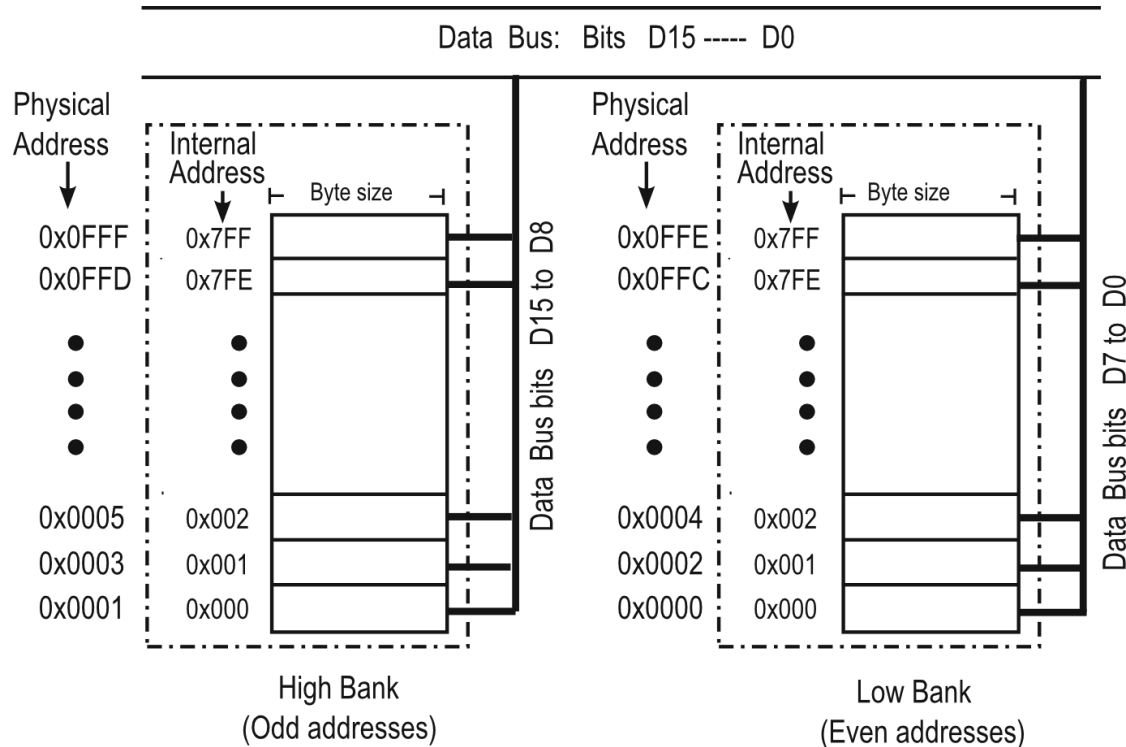 Data Bus: Bits D15 ----- D0
Physical
Address
Internal
Address
Byte size
0x0FFF 0x7FF
0x0FFD 0x7FE
0x0005 0x002
0x0003 0x001
0x0001 0x000
Data Bus bits D15 to D8
High Bank
(Odd addresses)
Physical
Address
Internal
Address
Byte size
0x0FFE 0x7FF
0x0FFC 0x7FE
0x0004 0x002
0x0002 0x001
0x0000 0x000
Data Bus bits D7 to D0
Low Bank
(Even addresses)